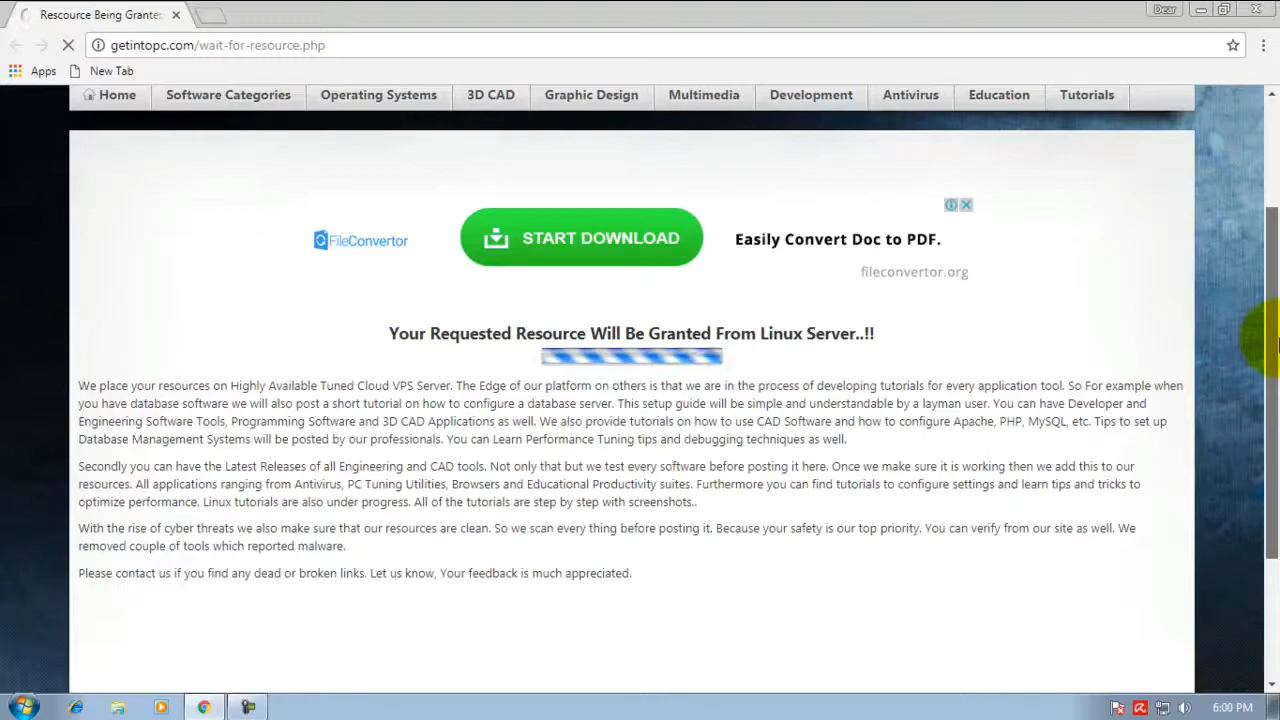 Rescource Being Grantec
Dear
getintopc.com/wait-for-resource.php
Apps
New Tab
Home
Software Categories
Operating Systems
3D CAD
Graphic Design
Multimedia
Development
Antivirus
Education
Tutorials
FileConvertor
START DOWNLOAD
Easily Convert Doc to PDF.
fileconvertor.org
Your Requested Resource Will Be Granted From Linux Server..!!
We place your resources on Highly Available Tuned Cloud VPS Server. The Edge of our platform on others is that we are in the process of developing tutorials for every application tool. So For example when
you have database software we will also post a short tutorial on how to configure a database server. This setup guide will be simple and understandable by a layman user. You can have Developer and
Engineering Software Tools, Programming Software and 3D CAD Applications as well. We also provide tutorials on how to use CAD Software and how to configure Apache, PHP, MySQL, etc. Tips to set up
Database Management Systems will be posted by our professionals. You can Learn Performance Tuning tips and debugging techniques as well.
Secondly you can have the Latest Releases of all Engineering and CAD tools. Not only that but we test every software before posting it here. Once we make sure it is working then we add this to our
resources. All applications ranging from Antivirus, PC Tuning Utilities, Browsers and Educational Productivity suites. Furthermore you can find tutorials to configure settings and learn tips and tricks to
optimize performance. Linux tutorials are also under progress. All of the tutorials are step by step with screenshots..
With the rise of cyber threats we also make sure that our resources are clean. So we scan every thing before posting it. Because your safety is our top priority. You can verify from our site as well. We
removed couple of tools which reported malware.
Please contact us if you find any dead or broken links. Let us know, Your feedback is much appreciated.
6:00 PM